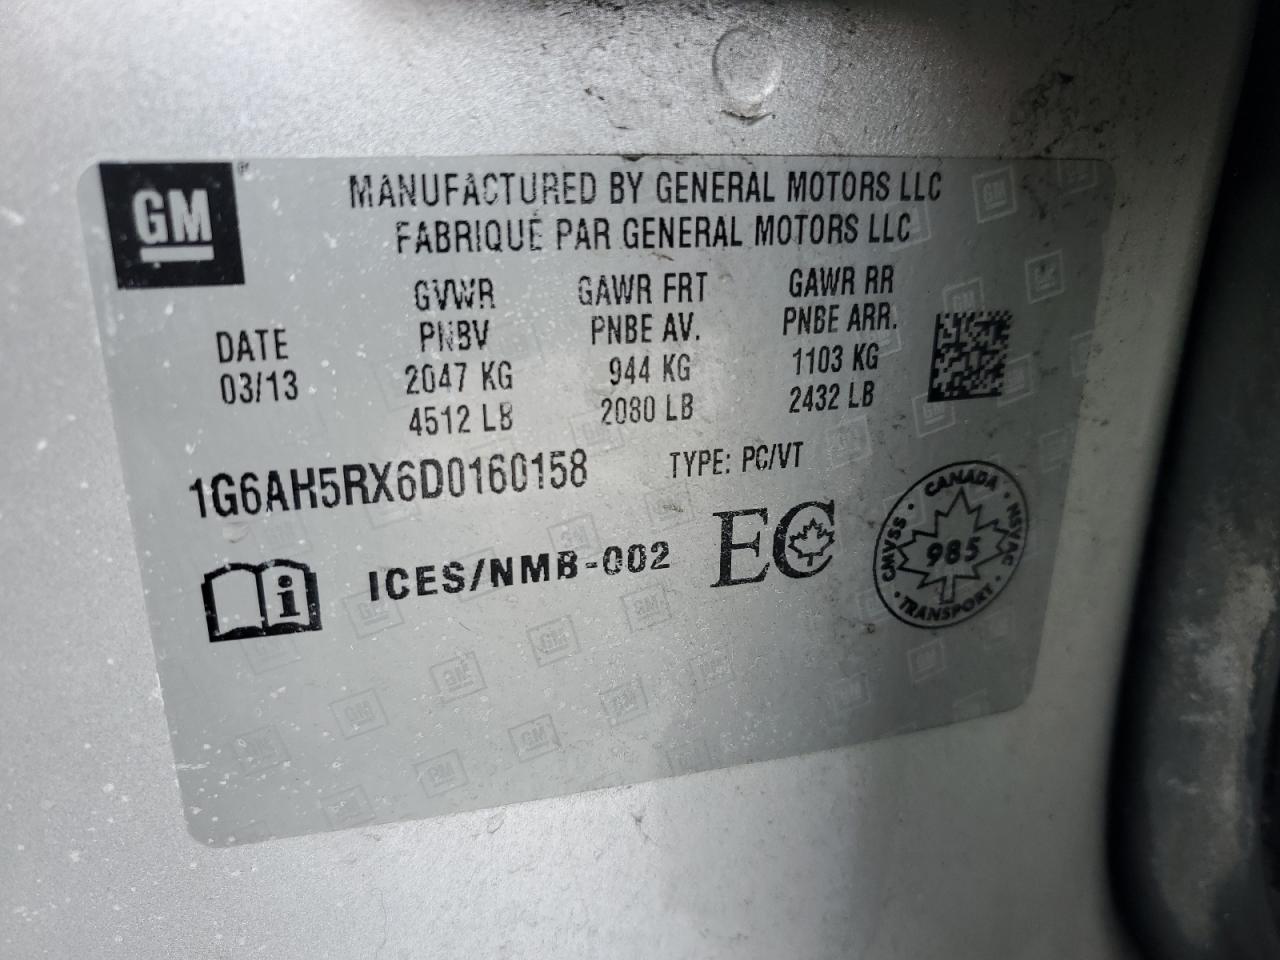 GM
MANUFACTURED BY GENERAL MOTORS LLC
FABRIQUÉ PAR GENERAL MOTORS LLC
GVWR GAWR FRT GAWR RR
DATE PNBV PNBE AV. PNBE ARR.
03/13 2047 KG 944 KG 1103 KG
4512 LB 2080 LB 2432 LB
1G6AH5RX6D0160158 TYPE: PC/VT
i ICES/NMB-002 EC
CANADA
CMVSS 985 NSVAC
TRANSPORT